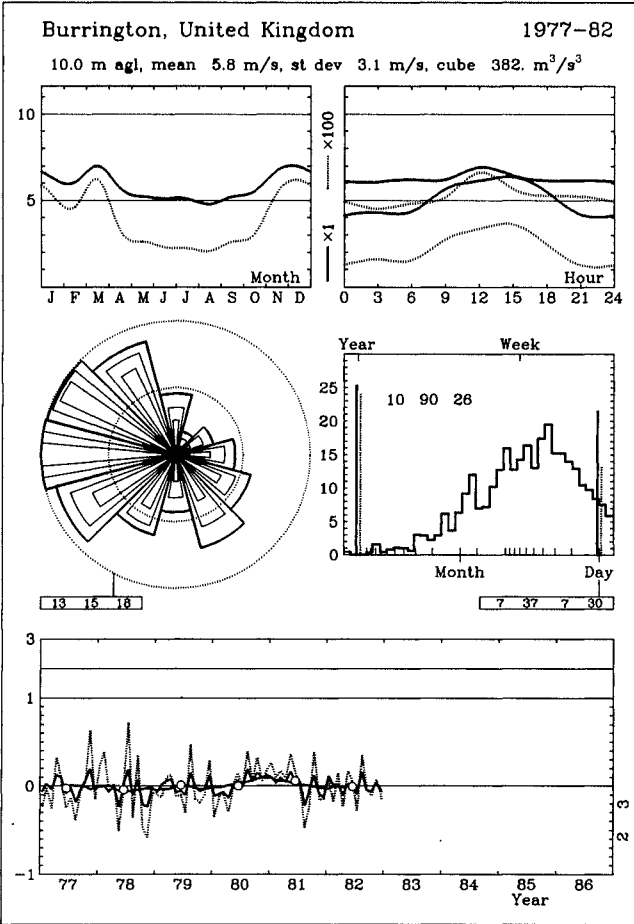 Burrington, United Kingdom 1977-82
10.0 m agl, mean 5.8 m/s, st dev 3.1 m/s, cube 382. m³/s³
10
5
×1 ×100
Month
J F M A M J J A S O N D
Hour
0 3 6 9 12 15 18 21 24
13 15 18
Year Week
25
20
15
10
5
0
10 90 26
Month Day
7 37 7 30
3
1
0
-1
2 3
77 78 79 80 81 82 83 84 85 86
Year